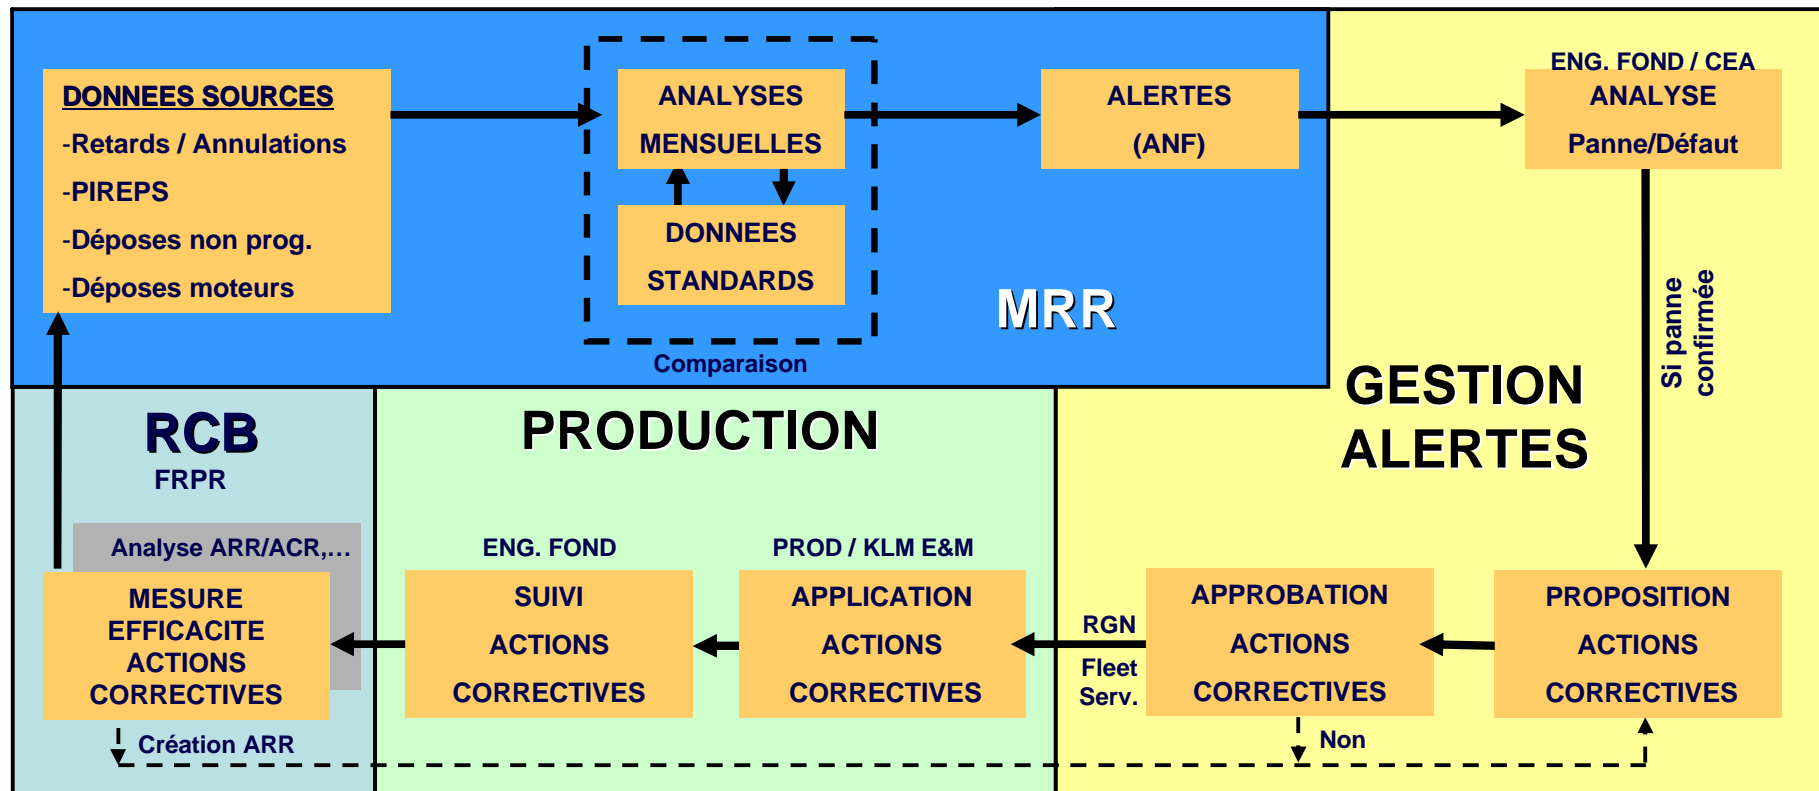 DONNEES SOURCES
-Retards / Annulations
-PIREPS
-Déposes non prog.
-Déposes moteurs
ANALYSES
MENSUELLES
DONNEES
STANDARDS
Comparaison
ALERTES
(ANF)
MRR
ENG. FOND / CEA
ANALYSE
Panne/Défaut
Si panne
confirmée
GESTION
ALERTES
RCB
FRPR
PRODUCTION
Analyse ARR/ACR,...
MESURE
EFFICACITE
ACTIONS
CORRECTIVES
Création ARR
ENG. FOND
SUIVI
ACTIONS
CORRECTIVES
PROD / KLM E&M
APPLICATION
ACTIONS
CORRECTIVES
RGN
Fleet
Serv.
APPROBATION
ACTIONS
CORRECTIVES
Non
PROPOSITION
ACTIONS
CORRECTIVES